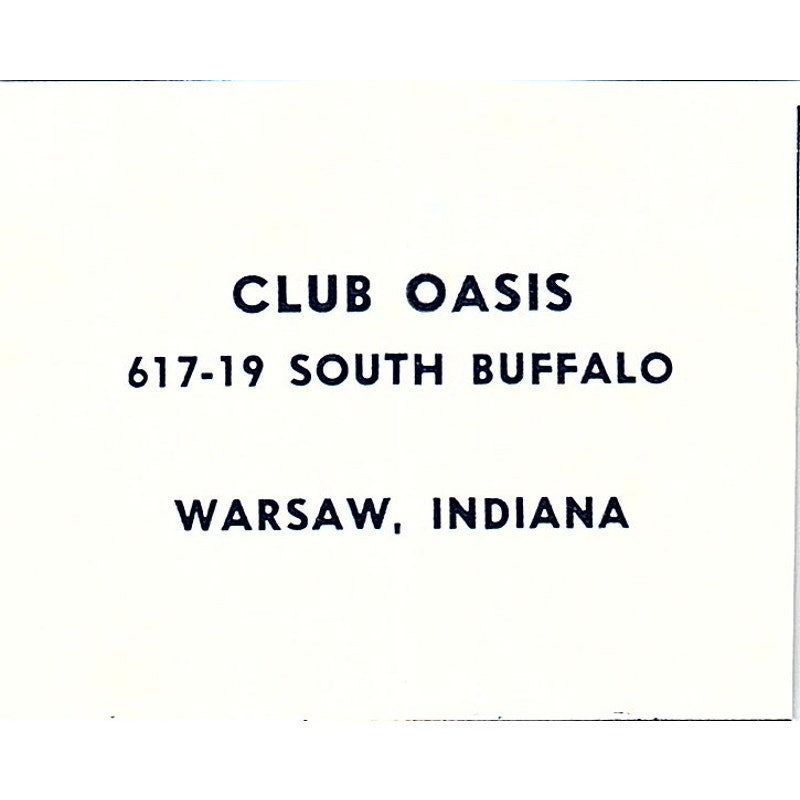 CLUB OASIS
617-19 SOUTH BUFFALO
WARSAW, INDIANA